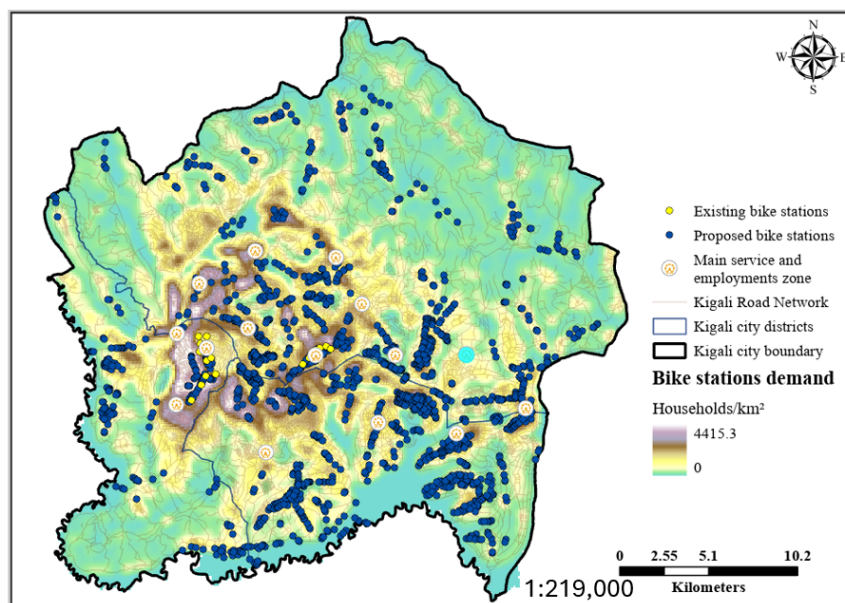 N
W E
S
Existing bike stations
Proposed bike stations
Main service and
employments zone
Kigali Road Network
Kigali city districts
Kigali city boundary
Bike stations demand
Households/km²
4415.3
0
0 2.55 5.1 10.2
1:219,000 Kilometers